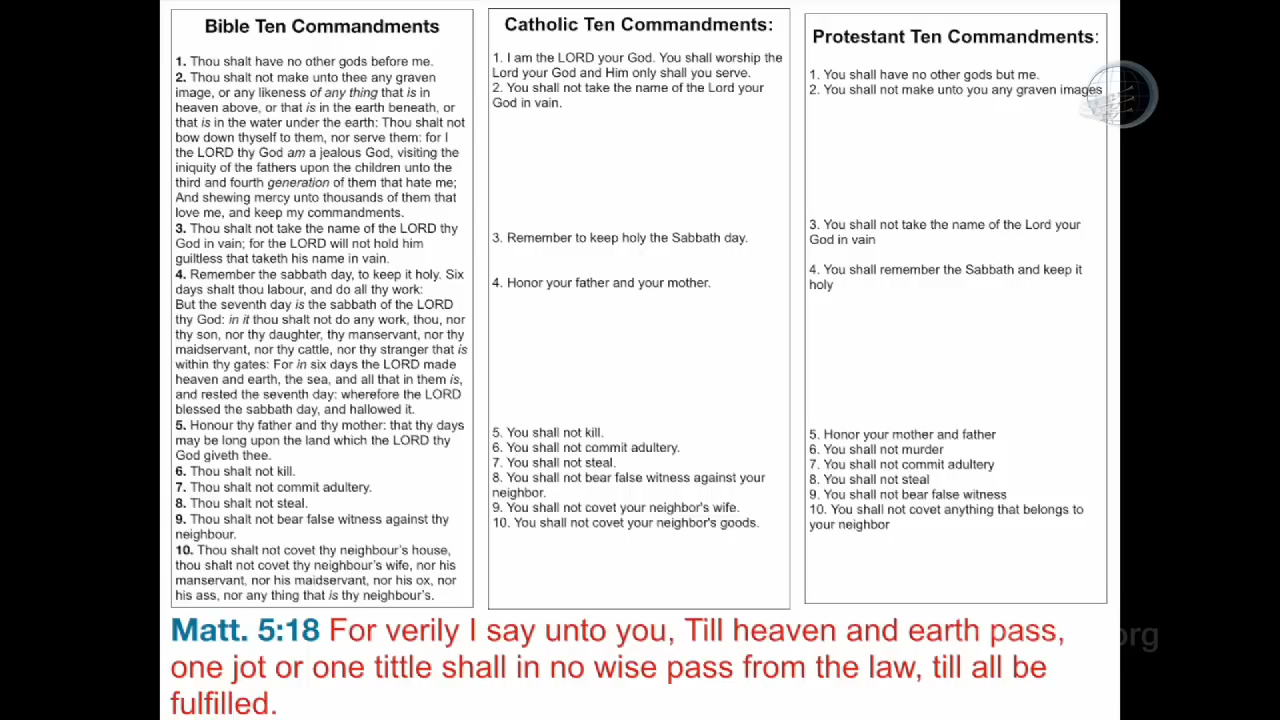 Bible Ten Commandments
1. Thou shalt have no other gods before me.
2. Thou shalt not make unto thee any graven
image, or any likeness of any thing that is in
heaven above, or that is in the earth beneath, or
that is in the water under the earth: Thou shalt not
bow down thyself to them, nor serve them: for I
the LORD thy God am a jealous God, visiting the
iniquity of the fathers upon the children unto the
third and fourth generation of them that hate me;
And shewing mercy unto thousands of them that
love me, and keep my commandments.
3. Thou shalt not take the name of the LORD thy
God in vain; for the LORD will not hold him
guiltless that taketh his name in vain.
4. Remember the sabbath day, to keep it holy. Six
days shalt thou labour, and do all thy work:
But the seventh day is the sabbath of the LORD
thy God: in it thou shalt not do any work, thou, nor
thy son, nor thy daughter, thy manservant, nor thy
maidservant, nor thy cattle, nor thy stranger that is
within thy gates: For in six days the LORD made
heaven and earth, the sea, and all that in them is,
and rested the seventh day: wherefore the LORD
blessed the sabbath day, and hallowed it.
5. Honour thy father and thy mother: that thy days
may be long upon the land which the LORD thy
God giveth thee.
6. Thou shalt not kill.
7. Thou shalt not commit adultery.
8. Thou shalt not steal.
9. Thou shalt not bear false witness against thy
neighbour.
10. Thou shalt not covet thy neighbour's house,
thou shalt not covet thy neighbour's wife, nor his
manservant, nor his maidservant, nor his ox, nor
his ass, nor any thing that is thy neighbour's.
Catholic Ten Commandments:
1. I am the LORD your God. You shall worship the
Lord your God and Him only shall you serve.
2. You shall not take the name of the Lord your
God in vain.
3. Remember to keep holy the Sabbath day.
4. Honor your father and your mother.
5. You shall not kill.
6. You shall not commit adultery.
7. You shall not steal.
8. You shall not bear false witness against your
neighbor.
9. You shall not covet your neighbor's wife.
10. You shall not covet your neighbor's goods.
Protestant Ten Commandments:
1. You shall have no other gods but me.
2. You shall not make unto you any graven images
3. You shall not take the name of the Lord your
God in vain
4. You shall remember the Sabbath and keep it
holy
5. Honor your mother and father
6. You shall not murder
7. You shall not commit adultery
8. You shall not steal
9. You shall not bear false witness
10. You shall not covet anything that belongs to
your neighbor
Matt. 5:18 For verily I say unto you, Till heaven and earth pass,
one jot or one tittle shall in no wise pass from the law, till all be
fulfilled.
org